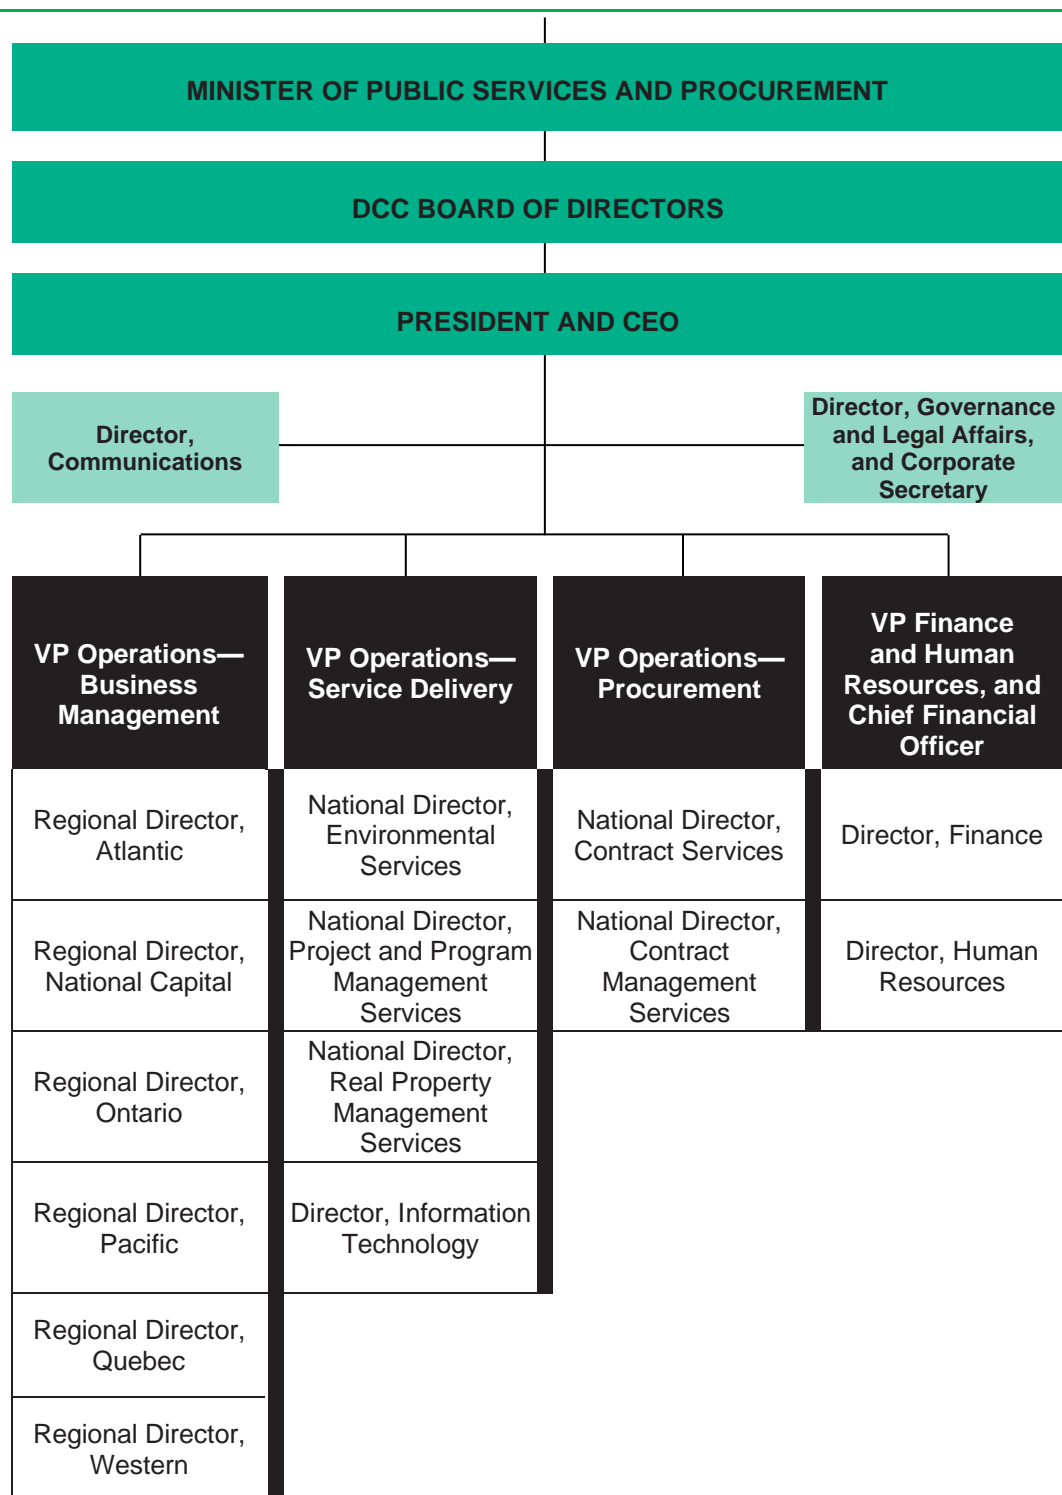 MINISTER OF PUBLIC SERVICES AND PROCUREMENT
DCC BOARD OF DIRECTORS
PRESIDENT AND CEO
Director,
Communications
Director, Governance
and Legal Affairs,
and Corporate
Secretary
VP Operations—
Business
Management
VP Operations—
Service Delivery
VP Operations—
Procurement
VP Finance
and Human
Resources, and
Chief Financial
Officer
Regional Director,
Atlantic
National Director,
Environmental
Services
National Director,
Contract Services
Director, Finance
Regional Director,
National Capital
National Director,
Project and Program
Management
Services
National Director,
Contract
Management
Services
Director, Human
Resources
Regional Director,
Ontario
National Director,
Real Property
Management
Services
Regional Director,
Pacific
Director, Information
Technology
Regional Director,
Quebec
Regional Director,
Western